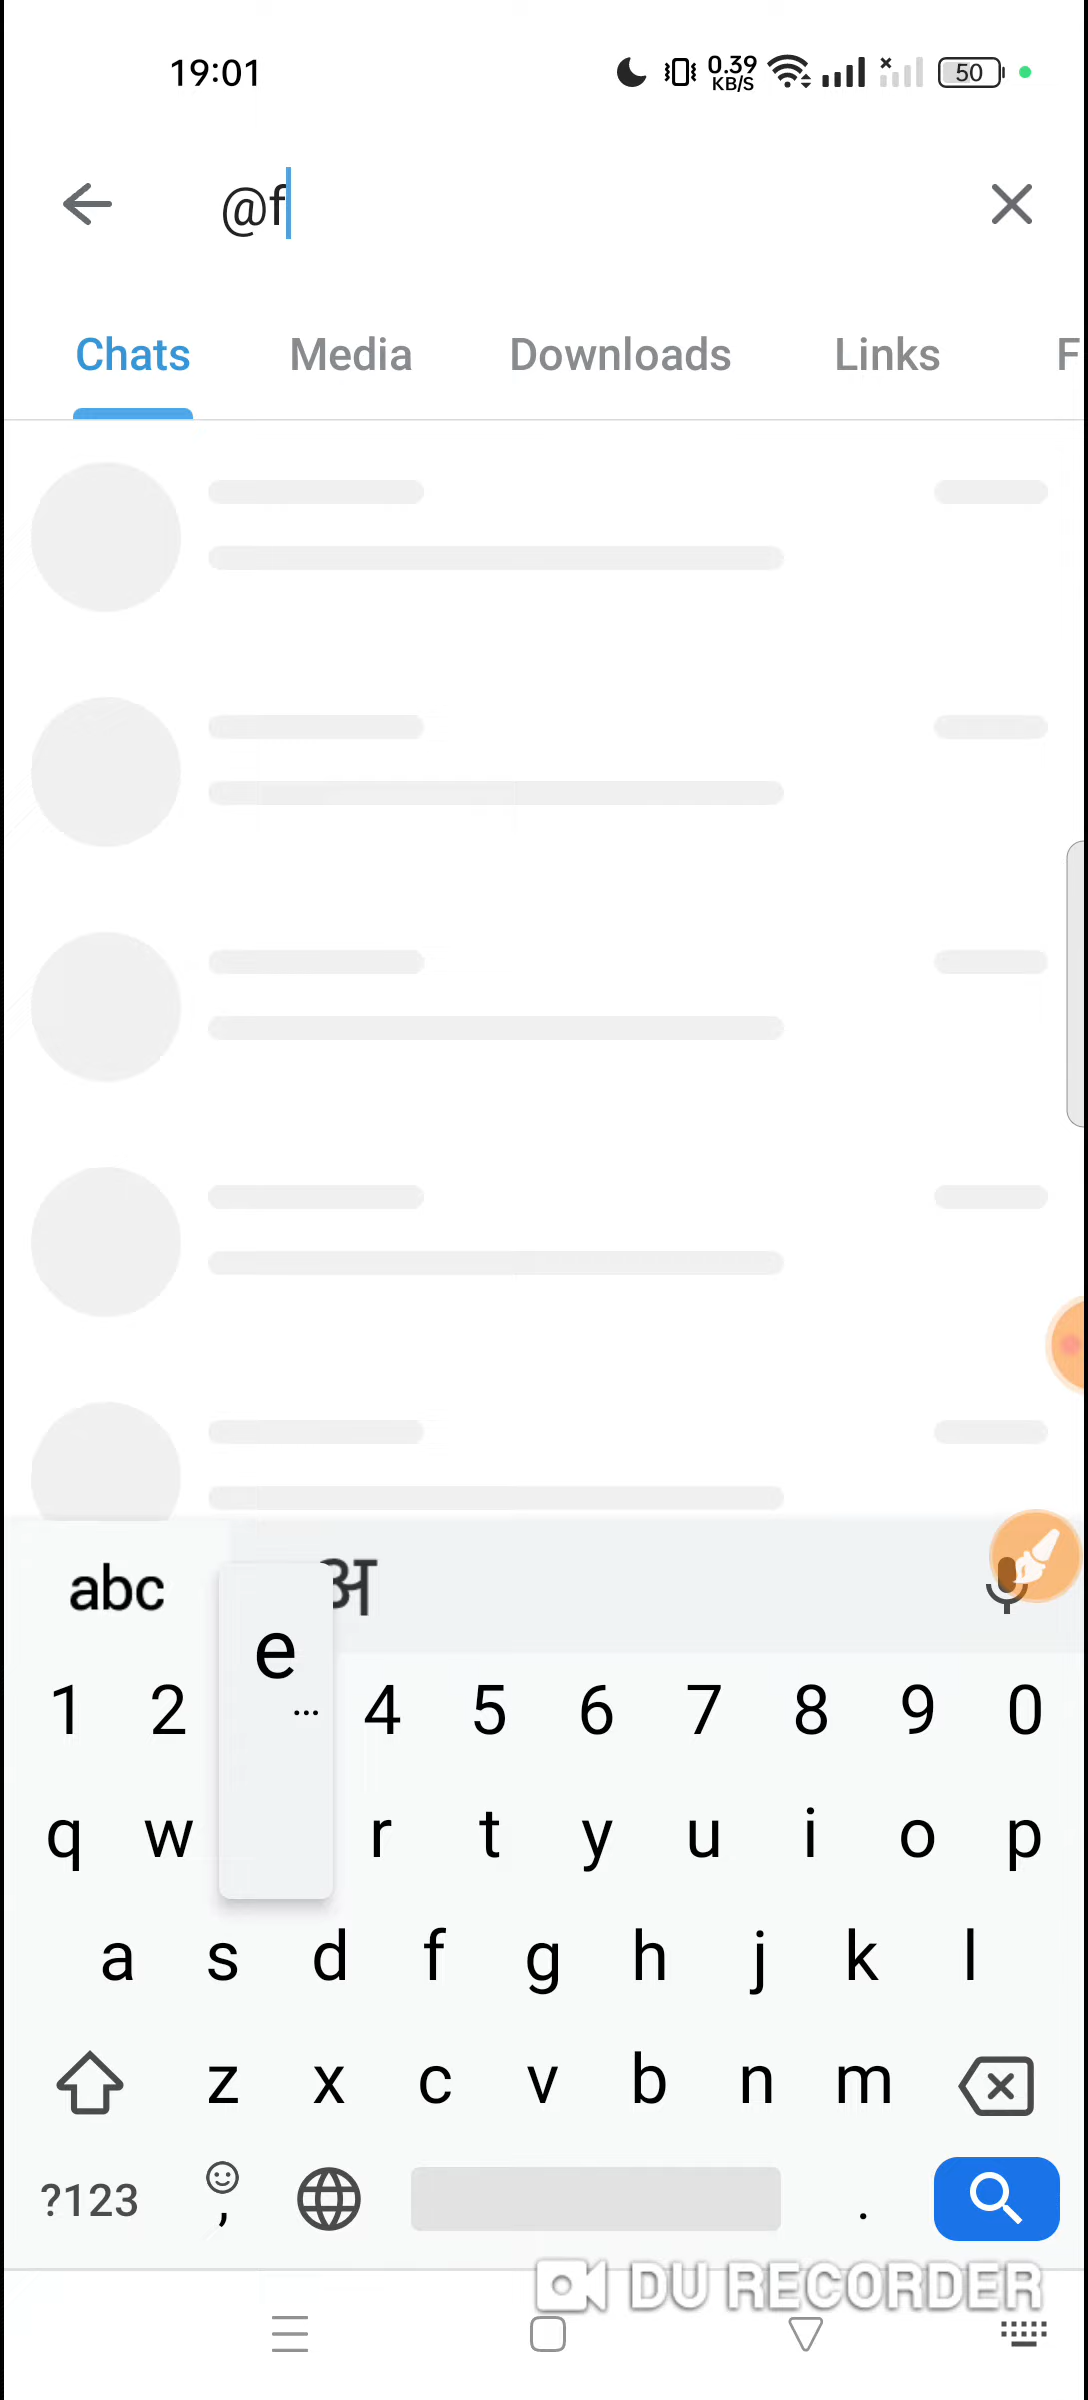 19:01 0.39 KB/S 50
@f
Chats Media Downloads Links F
abc अ
e
...
1 2 4 5 6 7 8 9 0
q w r t y u i o p
a s d f g h j k l
z x c v b n m
?123 , .
DU RECORDER